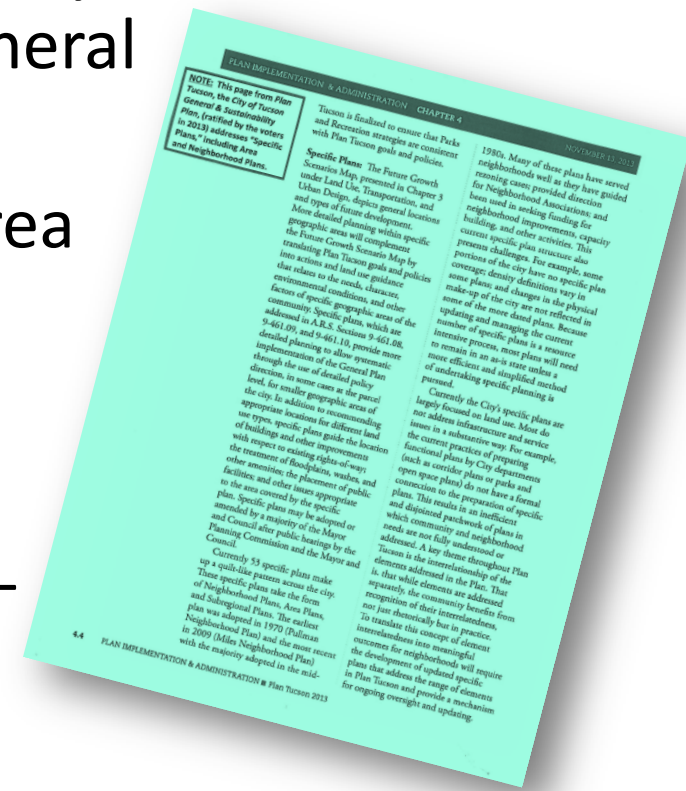 neral
rea
–
PLAN IMPLEMENTATION & ADMINISTRATION CHAPTER 4
NOVEMBER 13, 2013
NOTE: This page from Plan
Tucson, the City of Tucson
General & Sustainability
Plan, (ratified by the voters
in 2013) addresses "Specific
Plans," including Area
and Neighborhood Plans.
Tucson is finalized to ensure that Parks
and Recreation strategies are consistent
with Plan Tucson goals and policies.
Specific Plans: The Future Growth
Scenarios Map, presented in Chapter 3
under Land Use, Transportation, and
Urban Design, depicts general locations
and types of future development.
More detailed planning within specific
geographic areas will complement
the Future Growth Scenario Map by
translating Plan Tucson goals and policies
into actions and land use guidance
that relates to the needs, character,
environmental conditions, and other
factors of specific geographic areas of the
community. Specific plans, which are
addressed in A.R.S. Sections 9-461.08,
9-461.09, and 9-461.10, provide more
detailed planning to allow systematic
implementation of the General Plan
through the use of detailed policy
direction, in some cases at the parcel
level, for smaller geographic areas of
the city. In addition to recommending
appropriate locations for different land
use types, specific plans guide the location
of buildings and other improvements
with respect to existing rights-of-way;
the treatment of floodplains, washes, and
other amenities; the placement of public
facilities; and other issues appropriate
to the area covered by the specific
plan. Specific plans may be adopted or
amended by a majority of the Mayor
and Council after public hearings by the
Planning Commission and the Mayor and
Council.
Currently 53 specific plans make
up a quilt-like pattern across the city.
These specific plans take the form
of Neighborhood Plans, Area Plans,
and Subregional Plans. The earliest
plan was adopted in 1970 (Pullman
Neighborhood Plan) and the most recent
in 2009 (Miles Neighborhood Plan)
with the majority adopted in the mid-
1980s. Many of these plans have served
neighborhoods well as they have guided
rezoning cases; provided direction
for Neighborhood Associations; and
been used in seeking funding for
neighborhood improvements, capacity
building, and other activities. This
current specific plan structure also
presents challenges. For example, some
portions of the city have no specific plan
coverage; density definitions vary in
some plans; and changes in the physical
make-up of the city are not reflected in
some of the more dated plans. Because
updating and managing the current
number of specific plans is a resource
intensive process, most plans will need
to remain in an as-is state unless a
more efficient and simplified method
of undertaking specific planning is
pursued.
Currently the City's specific plans are
largely focused on land use. Most do
not address infrastructure and service
issues in a substantive way. For example,
the current practices of preparing
functional plans by City departments
(such as corridor plans or parks and
open space plans) do not have a formal
connection to the preparation of specific
plans. This results in an inefficient
and disjointed patchwork of plans in
which community and neighborhood
needs are not fully understood or
addressed. A key theme throughout Plan
Tucson is the interrelationship of the
elements addressed in the Plan. That
is, that while elements are addressed
separately, the community benefits from
recognition of their interrelatedness,
not just rhetorically but in practice.
To translate this concept of element
interrelatedness into meaningful
outcomes for neighborhoods will require
the development of updated specific
plans that address the range of elements
in Plan Tucson and provide a mechanism
for ongoing oversight and updating.
4.4 PLAN IMPLEMENTATION & ADMINISTRATION ■ Plan Tucson 2013